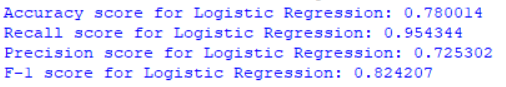 Accuracy score for Logistic Regression: 0.780014
Recall score for Logistic Regression: 0.954344
Precision score for Logistic Regression: 0.725302
F-1 score for Logistic Regression: 0.824207